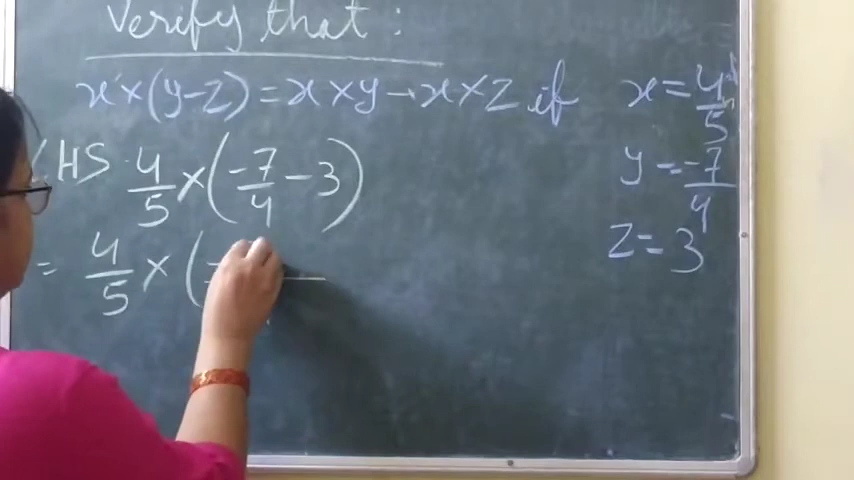 Verify that :
x × (y-z) = x × y - x × z if x = 4/5
y = -7/4
z = 3
LHS 4/5 × (-7/4 - 3)
= 4/5 × (